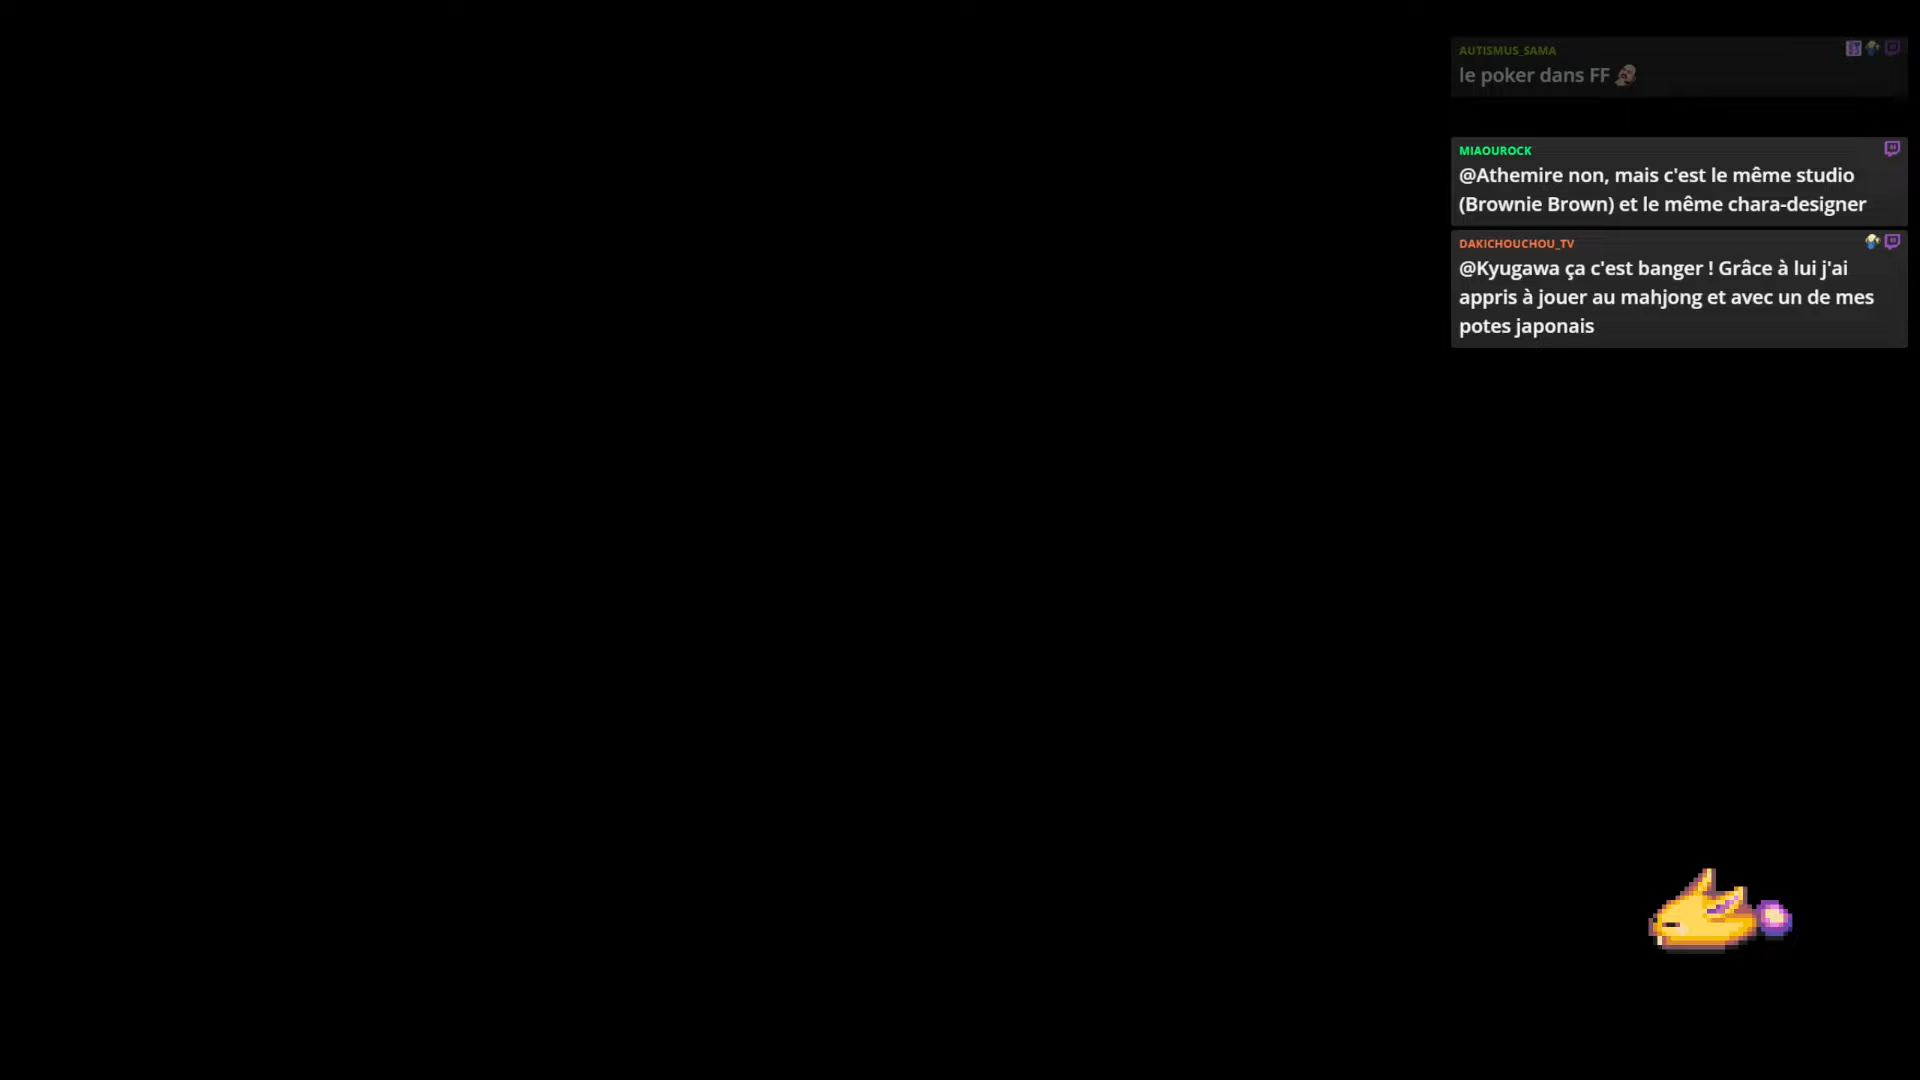 AUTISMUS_SAMA
le poker dans FF
MIAOUROCK
@Athemire non, mais c'est le même studio
(Brownie Brown) et le même chara-designer
DAKICHOUCHOU_TV
@Kyugawa ça c'est banger ! Grâce à lui j'ai
appris à jouer au mahjong et avec un de mes
potes japonais